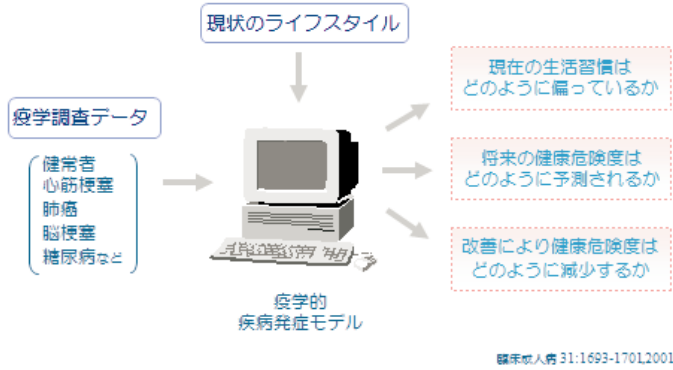 現状のライフスタイル
疫学調査データ
健常者
心筋梗塞
肺癌
脳梗塞
糖尿病など
疫学的
疾病発症モデル
現在の生活習慣は
どのように偏っているか
将来の健康危険度は
どのように予測されるか
改善により健康危険度は
どのように減少するか
臨床成人病 31:1693-1701,2001